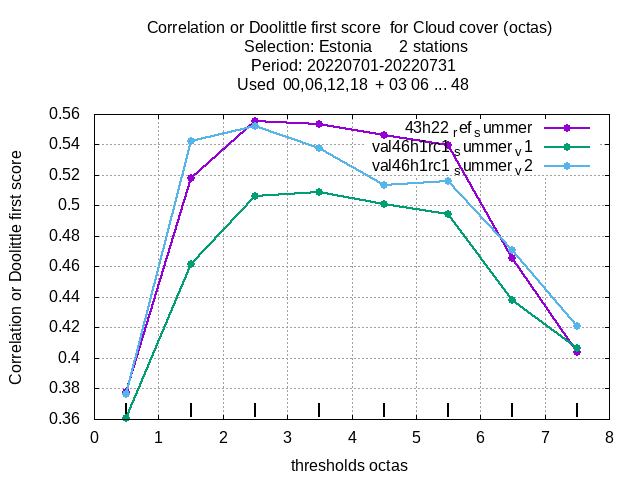 Correlation or Doolittle first score  for Cloud cover (octas)
Selection: Estonia      2 stations
Period: 20220701-20220731
Used  00,06,12,18  + 03 06 ... 48
43h22_ref_summer
val46h1rc1_summer_v1
val46h1rc1_summer_v2
Correlation or Doolittle first score
0.56
0.54
0.52
0.5
0.48
0.46
0.44
0.42
0.4
0.38
0.36
0 1 2 3 4 5 6 7 8
thresholds octas